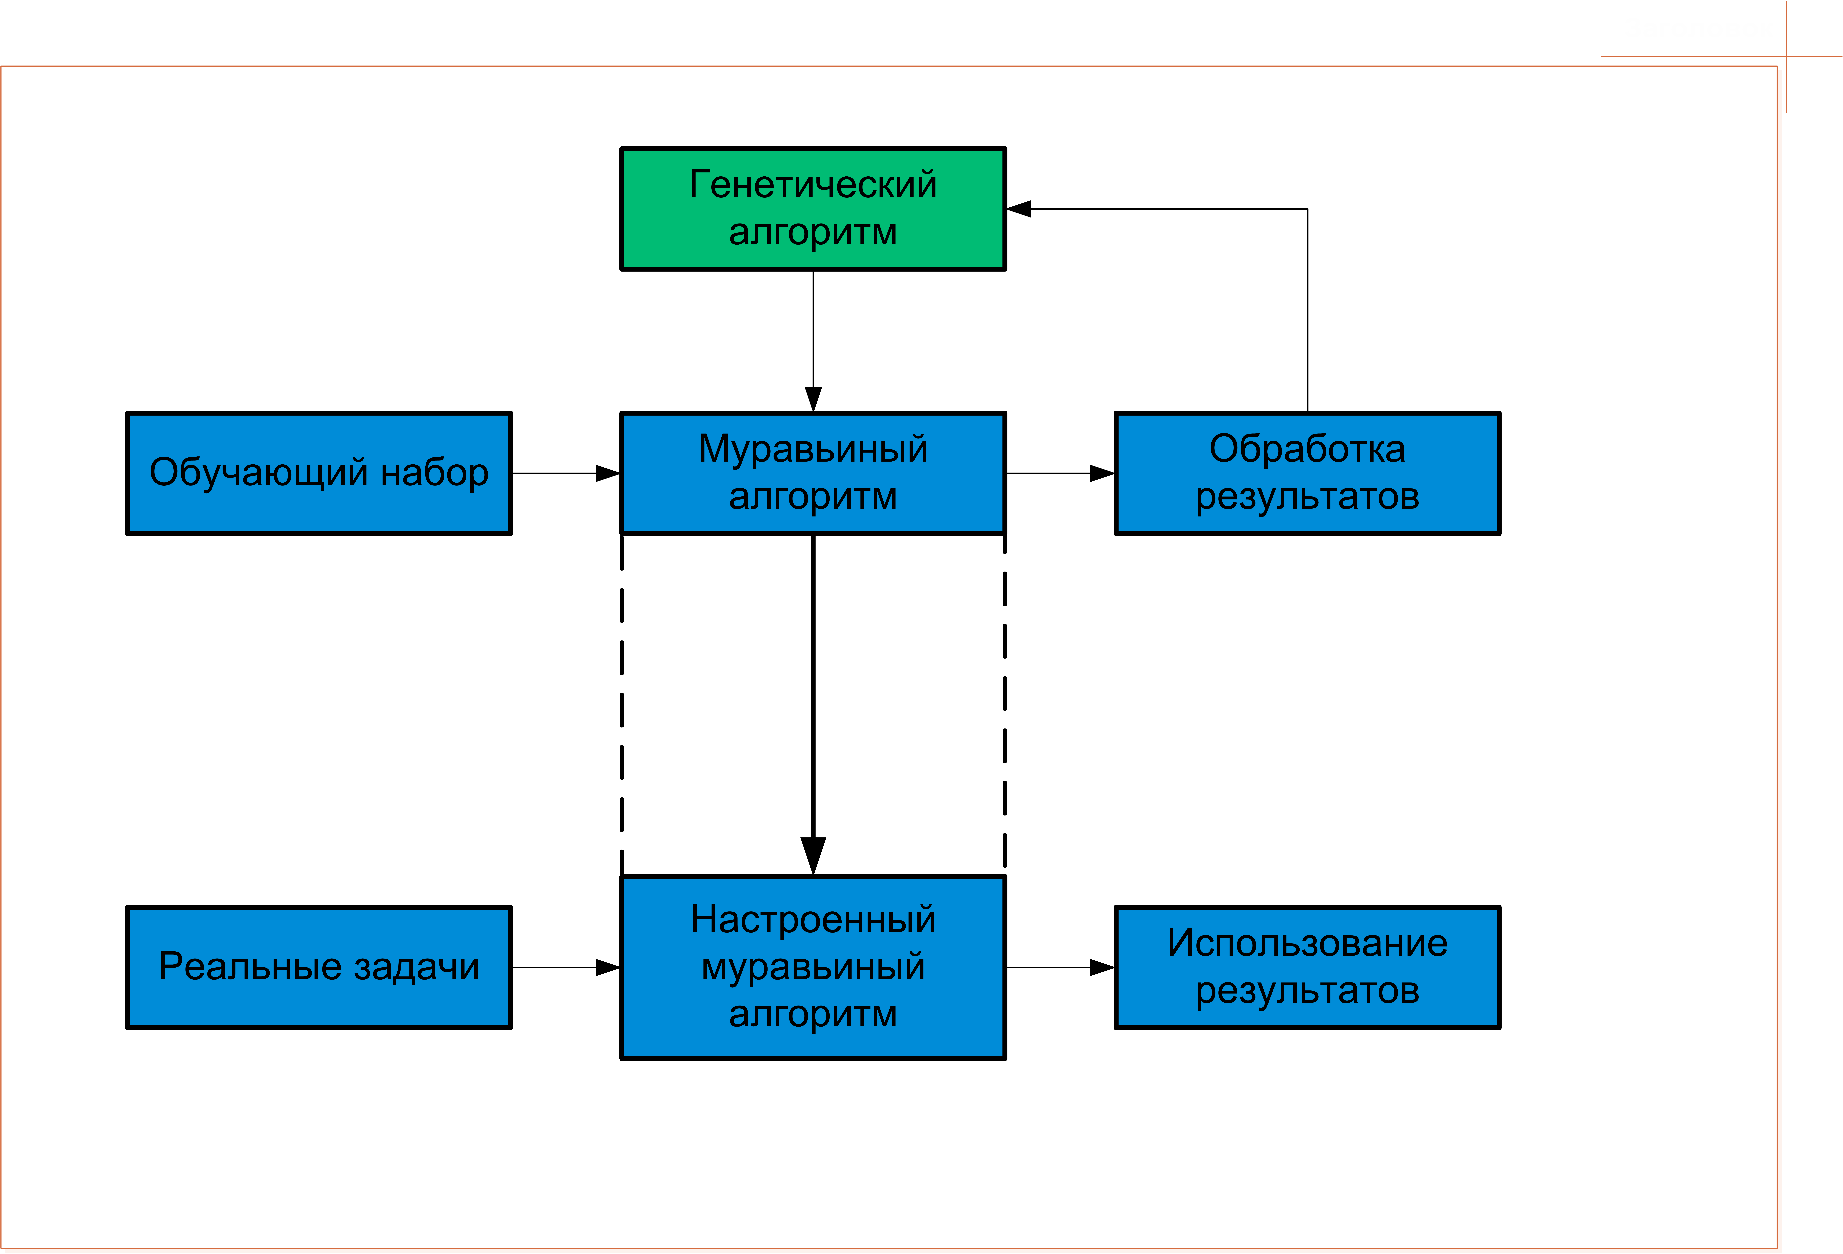 Генетический
алгоритм
Обучающий набор
Муравьиный
алгоритм
Обработка
результатов
Реальные задачи
Настроенный
муравьиный
алгоритм
Использование
результатов